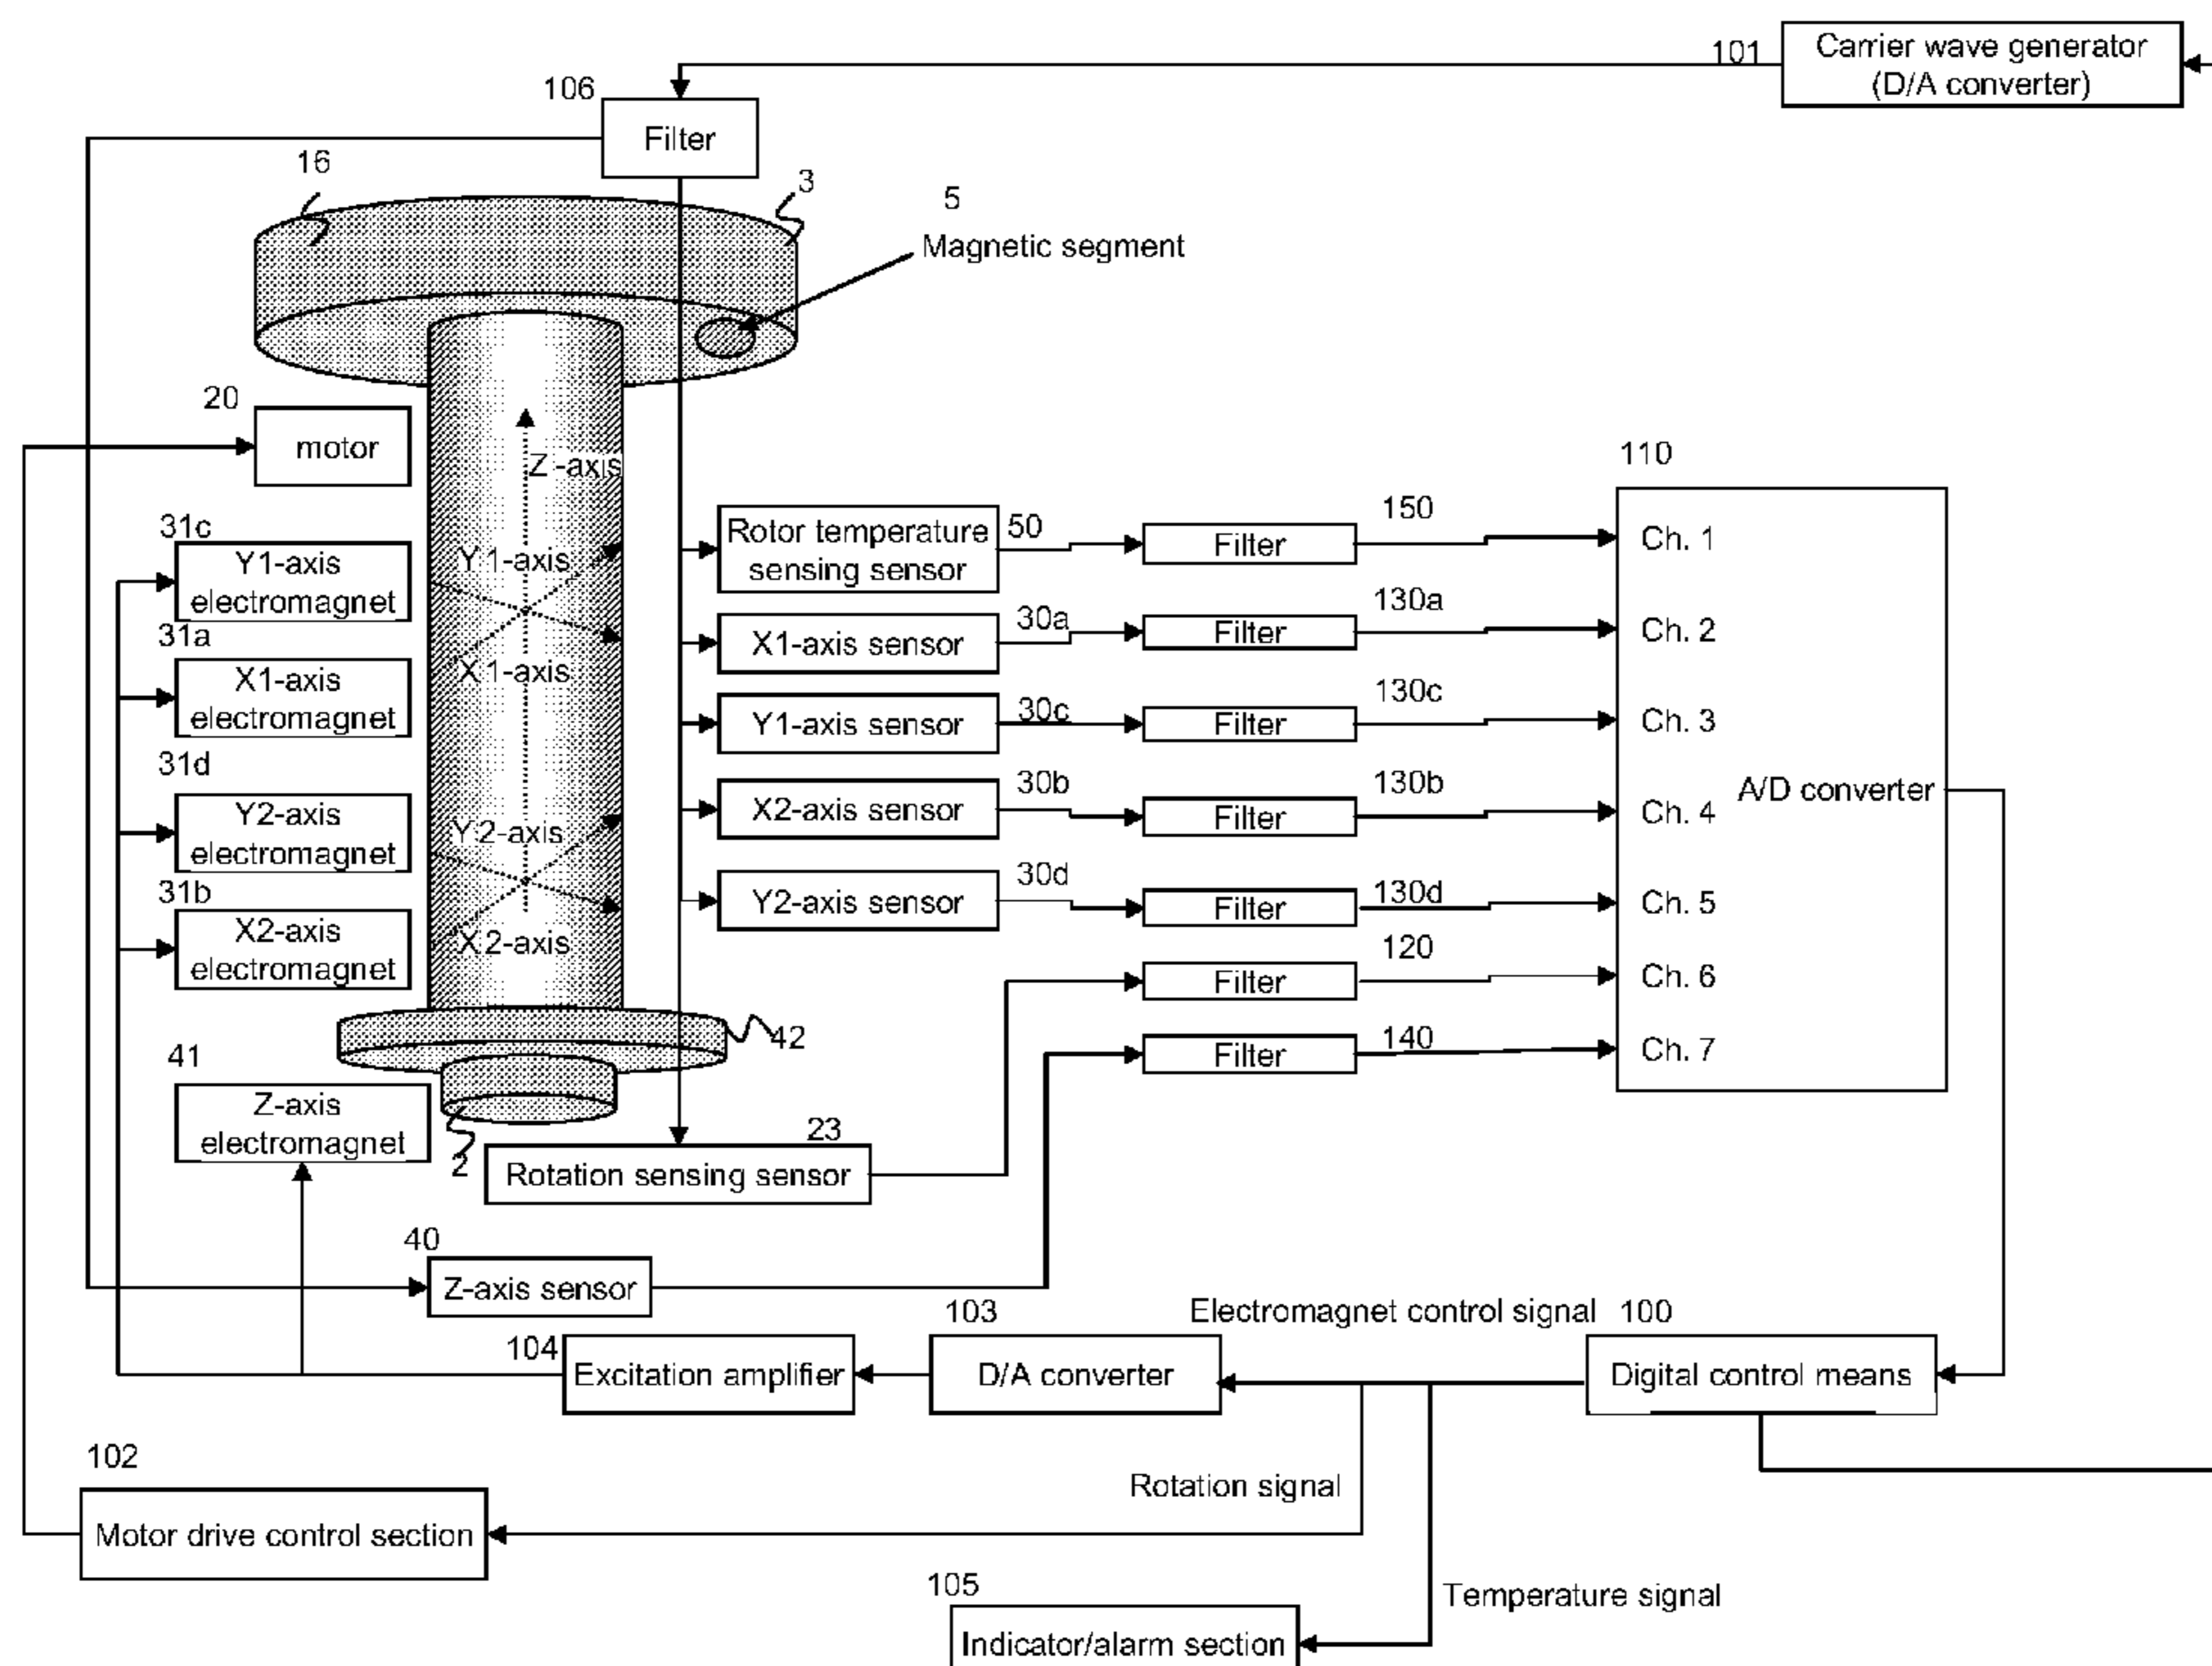 101
Carrier wave generator
(D/A converter)
106
Filter
16
3
5
Magnetic segment
20
motor
Z-axis
110
31c
Y1-axis
electromagnet
Y1-axis
Rotor temperature
sensing sensor
50
Filter
150
Ch. 1
31a
X1-axis
electromagnet
X1-axis
X1-axis sensor
30a
Filter
130a
Ch. 2
Y1-axis sensor
30c
Filter
130c
Ch. 3
31d
Y2-axis
electromagnet
Y2-axis
X2-axis sensor
30b
Filter
130b
Ch. 4
A/D converter
31b
X2-axis
electromagnet
X2-axis
Y2-axis sensor
30d
Filter
130d
Ch. 5
Filter
120
Ch. 6
42
Filter
140
Ch. 7
41
Z-axis
electromagnet
2
23
Rotation sensing sensor
40
Z-axis sensor
104
Excitation amplifier
103
D/A converter
Electromagnet control signal
100
Digital control means
102
Motor drive control section
Rotation signal
105
Indicator/alarm section
Temperature signal